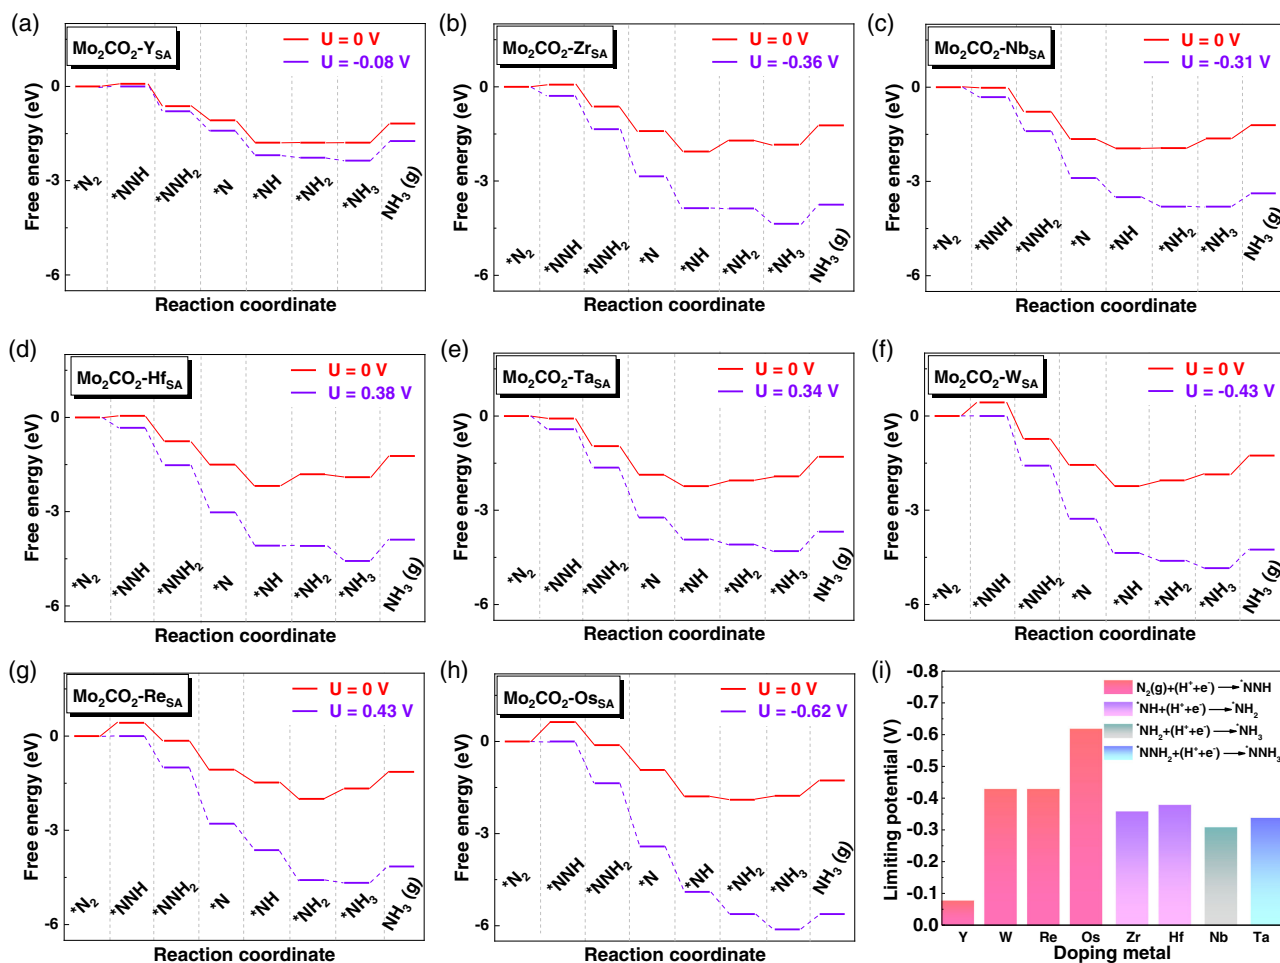 (a)
Mo₂CO₂-Y_SA
U = 0 V
U = -0.08 V
Free energy (eV)
0
-3
-6
*N₂
*NNH
*NNH₂
*N
*NH
*NH₂
*NH₃
NH₃ (g)
Reaction coordinate
(b)
Mo₂CO₂-Zr_SA
U = 0 V
U = -0.36 V
Free energy (eV)
0
-3
-6
*N₂
*NNH
*NNH₂
*N
*NH
*NH₂
*NH₃
NH₃ (g)
Reaction coordinate
(c)
Mo₂CO₂-Nb_SA
U = 0 V
U = -0.31 V
Free energy (eV)
0
-3
-6
*N₂
*NNH
*NNH₂
*N
*NH
*NH₂
*NH₃
NH₃ (g)
Reaction coordinate
(d)
Mo₂CO₂-Hf_SA
U = 0 V
U = 0.38 V
Free energy (eV)
0
-3
-6
*N₂
*NNH
*NNH₂
*N
*NH
*NH₂
*NH₃
NH₃ (g)
Reaction coordinate
(e)
Mo₂CO₂-Ta_SA
U = 0 V
U = 0.34 V
Free energy (eV)
0
-3
-6
*N₂
*NNH
*NNH₂
*N
*NH
*NH₂
*NH₃
NH₃ (g)
Reaction coordinate
(f)
Mo₂CO₂-W_SA
U = 0 V
U = -0.43 V
Free energy (eV)
0
-3
-6
*N₂
*NNH
*NNH₂
*N
*NH
*NH₂
*NH₃
NH₃ (g)
Reaction coordinate
(g)
Mo₂CO₂-Re_SA
U = 0 V
U = 0.43 V
Free energy (eV)
0
-3
-6
*N₂
*NNH
*NNH₂
*N
*NH
*NH₂
*NH₃
NH₃ (g)
Reaction coordinate
(h)
Mo₂CO₂-Os_SA
U = 0 V
U = -0.62 V
Free energy (eV)
0
-3
-6
*N₂
*NNH
*NNH₂
*N
*NH
*NH₂
*NH₃
NH₃ (g)
Reaction coordinate
(i)
N₂(g)+(H⁺+e⁻)→*NNH
*NH+(H⁺+e⁻)→*NH₂
*NH₂+(H⁺+e⁻)→*NH₃
*NNH₂+(H⁺+e⁻)→*NNH₃
Limiting potential (V)
-0.8
-0.7
-0.6
-0.5
-0.4
-0.3
-0.2
-0.1
0.0
Y W Re Os Zr Hf Nb Ta
Doping metal